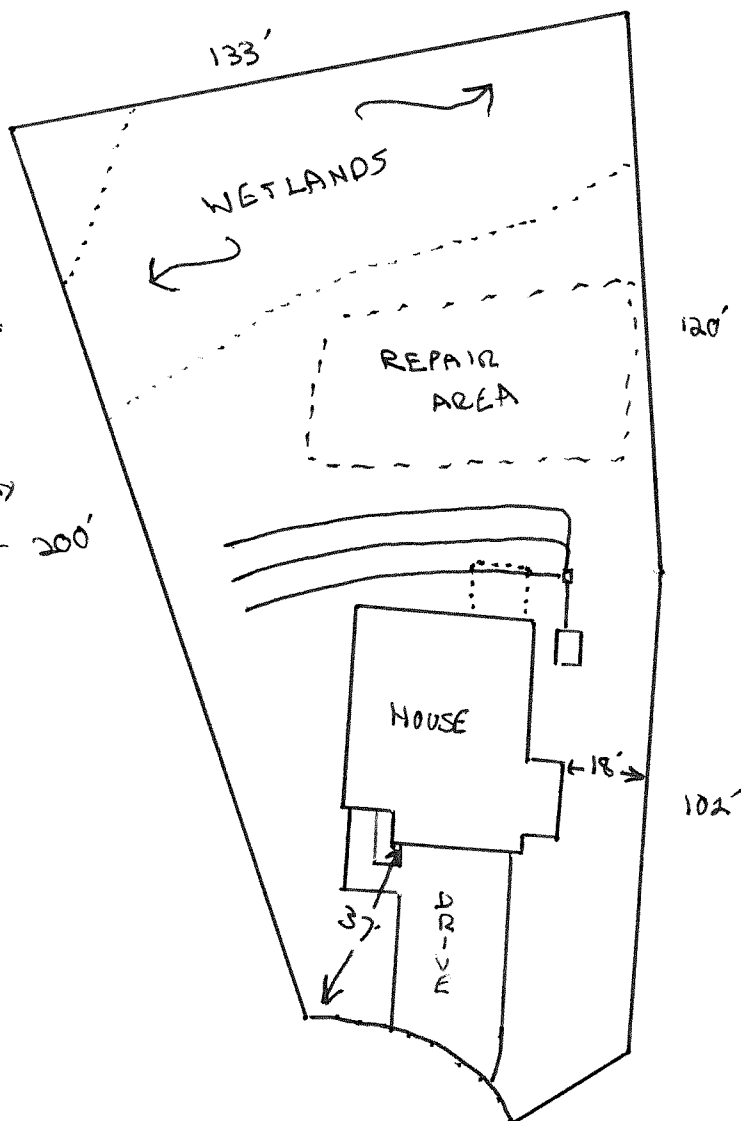 133'
WETLANDS
120'
REPAIR
AREA
200'
HOUSE
18'
102'
37'
DRIVE